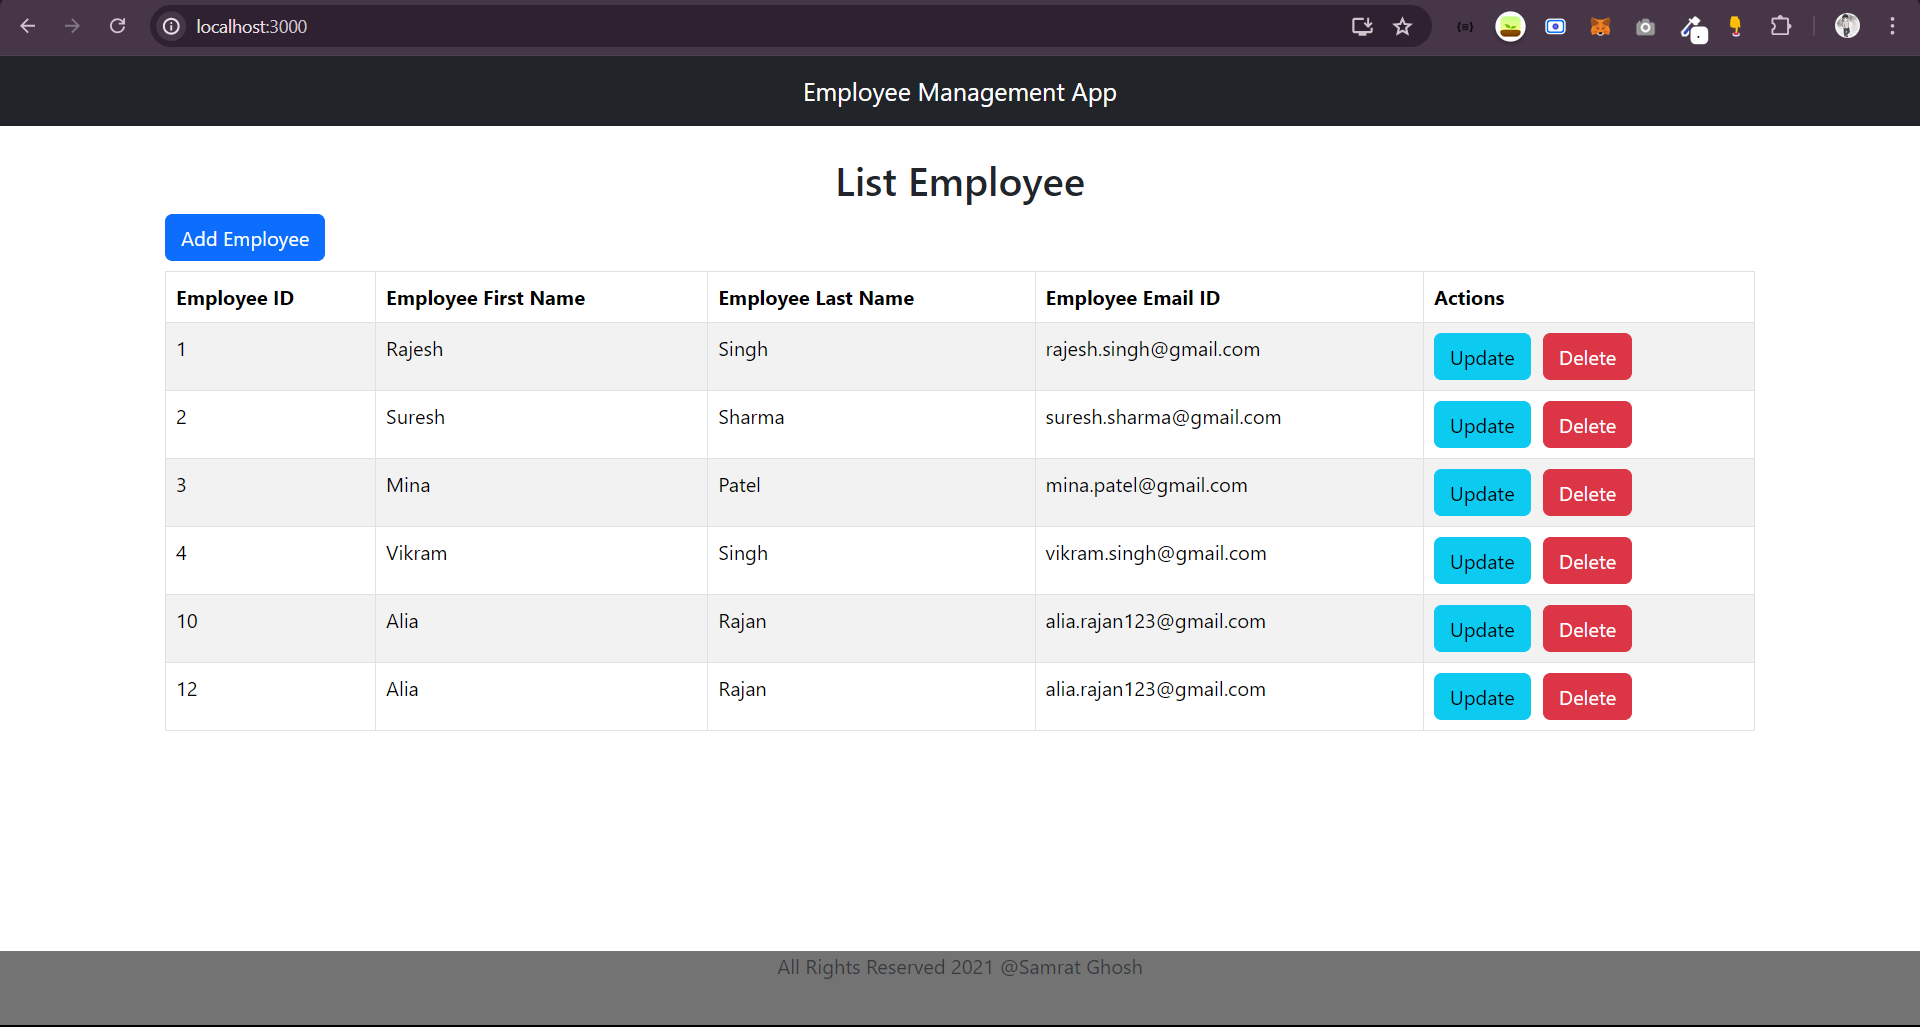 localhost:3000
Employee Management App
List Employee
Add Employee
Employee ID Employee First Name Employee Last Name Employee Email ID Actions
1 Rajesh Singh rajesh.singh@gmail.com Update Delete
2 Suresh Sharma suresh.sharma@gmail.com Update Delete
3 Mina Patel mina.patel@gmail.com Update Delete
4 Vikram Singh vikram.singh@gmail.com Update Delete
10 Alia Rajan alia.rajan123@gmail.com Update Delete
12 Alia Rajan alia.rajan123@gmail.com Update Delete
All Rights Reserved 2021 @Samrat Ghosh